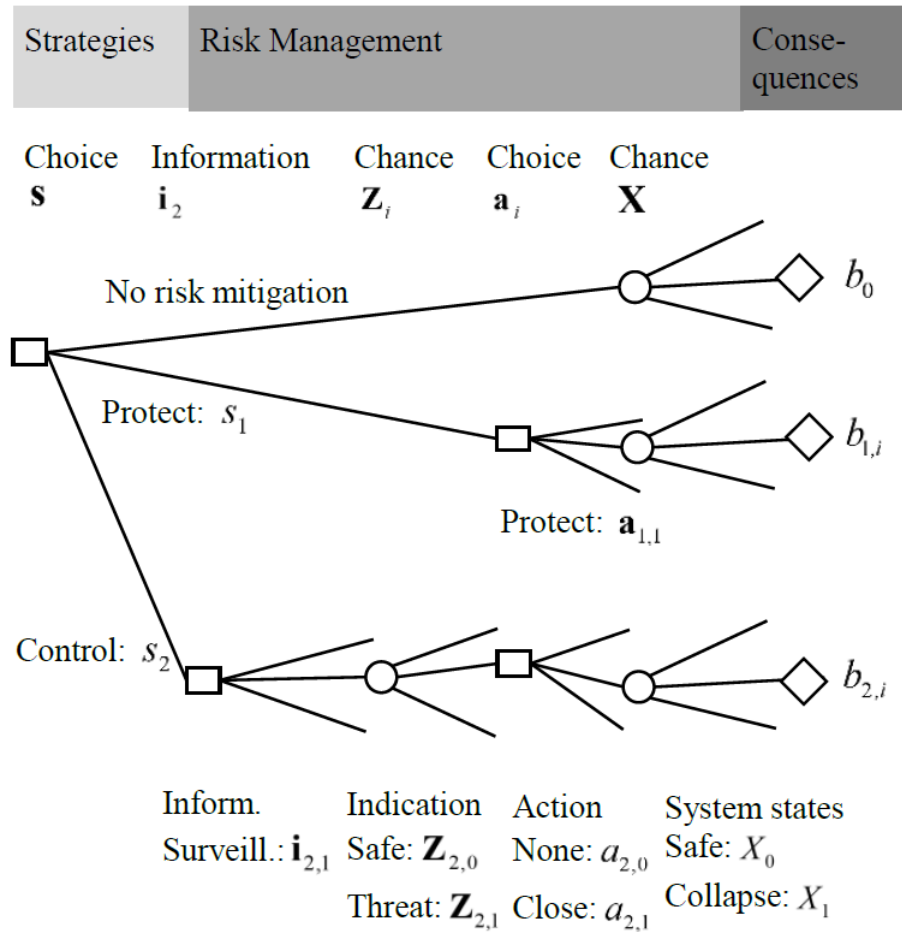 Strategies Risk Management Conse-
quences
Choice Information Chance Choice Chance
s i₂ Zᵢ aᵢ X
No risk mitigation b₀
Protect: s₁ b₁,ᵢ
Protect: a₁,₁
Control: s₂ b₂,ᵢ
Inform. Indication Action System states
Surveill.: i₂,₁ Safe: Z₂,₀ None: a₂,₀ Safe: X₀
Threat: Z₂,₁ Close: a₂,₁ Collapse: X₁